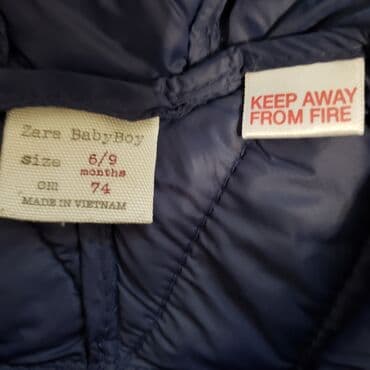 Zara BabyBoy
size 6/9
months
CM 74
MADE IN VIETNAM
KEEP AWAY
FROM FIRE